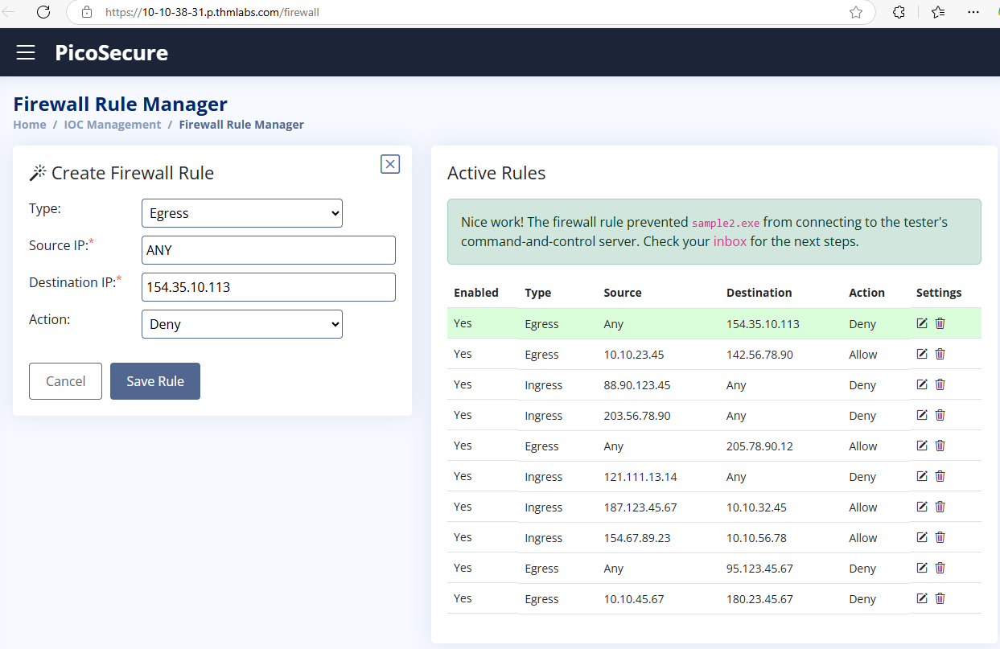 https://10-10-38-31.p.thmlabs.com/firewall
PicoSecure
Firewall Rule Manager
Home / IOC Management / Firewall Rule Manager
Create Firewall Rule
Type: Egress
Source IP:* ANY
Destination IP:* 154.35.10.113
Action: Deny
Cancel Save Rule
Active Rules
Nice work! The firewall rule prevented sample2.exe from connecting to the tester's
command-and-control server. Check your inbox for the next steps.
Enabled Type Source Destination Action Settings
Yes Egress Any 154.35.10.113 Deny
Yes Egress 10.10.23.45 142.56.78.90 Allow
Yes Ingress 88.90.123.45 Any Deny
Yes Ingress 203.56.78.90 Any Deny
Yes Egress Any 205.78.90.12 Allow
Yes Ingress 121.111.13.14 Any Deny
Yes Ingress 187.123.45.67 10.10.32.45 Allow
Yes Ingress 154.67.89.23 10.10.56.78 Allow
Yes Egress Any 95.123.45.67 Deny
Yes Egress 10.10.45.67 180.23.45.67 Deny